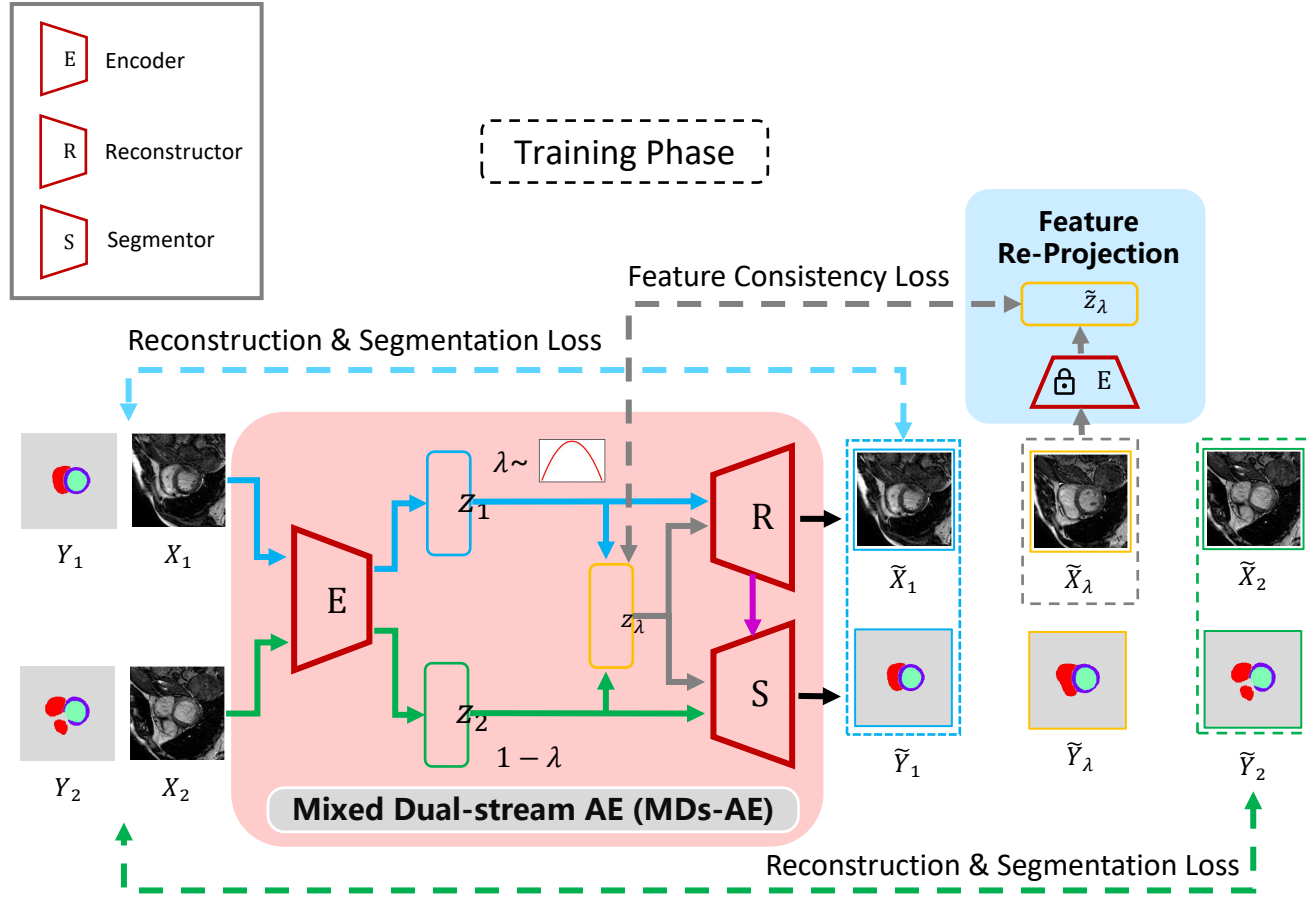 E Encoder
R Reconstructor
S Segmentor
Training Phase
Feature
Re-Projection
Feature Consistency Loss
z̃_λ
Reconstruction & Segmentation Loss
E
λ~
z_1
R
Y_1 X_1
E
X̃_1 X̃_λ X̃_2
z_λ
z_2
S
1 − λ
Y_2 X_2
Ỹ_1 Ỹ_λ Ỹ_2
Mixed Dual-stream AE (MDs-AE)
Reconstruction & Segmentation Loss